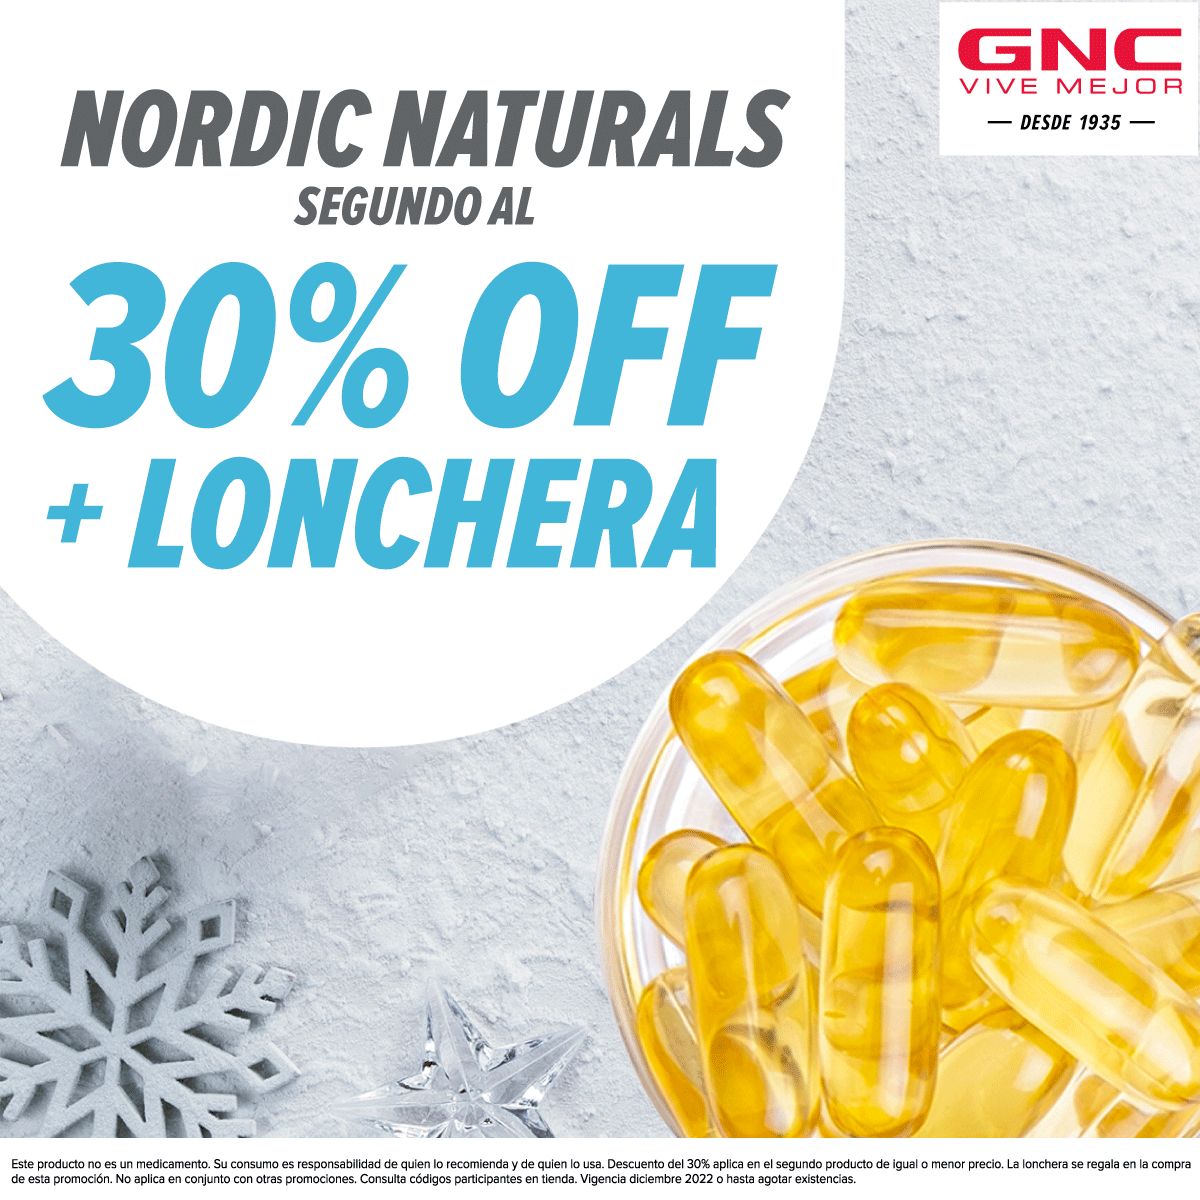 GNC
VIVE MEJOR
— DESDE 1935 —
NORDIC NATURALS
SEGUNDO AL
30% OFF
+ LONCHERA
Este producto no es un medicamento. Su consumo es responsabilidad de quien lo recomienda y de quien lo usa. Descuento del 30% aplica en el segundo producto de igual o menor precio. La lonchera se regala en la compra
de esta promoción. No aplica en conjunto con otras promociones. Consulta códigos participantes en tienda. Vigencia diciembre 2022 o hasta agotar existencias.